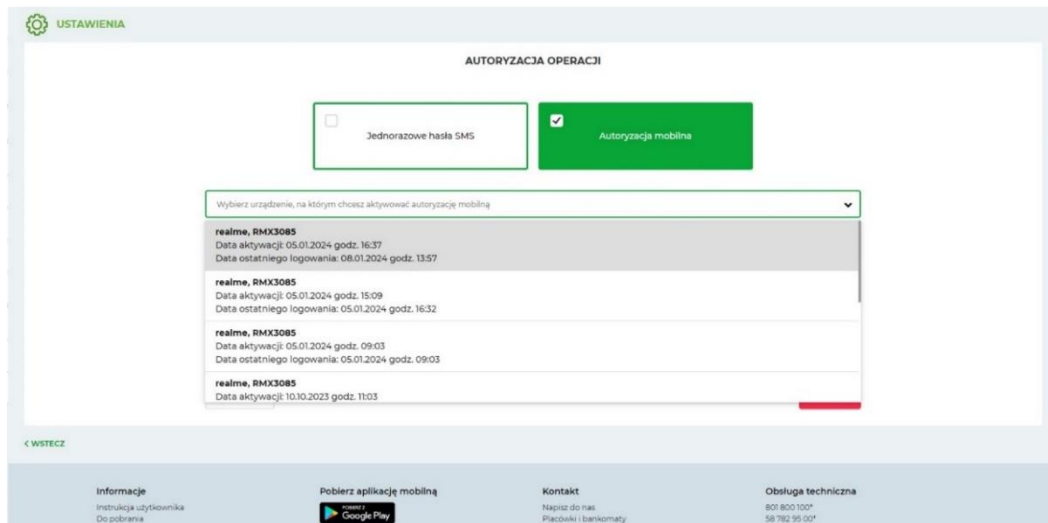 USTAWIENIA
AUTORYZACJA OPERACJI
Jednorazowe hasła SMS
Autoryzacja mobilna
Wybierz urządzenie, na którym chcesz aktywować autoryzację mobilną
realme, RMX3085
Data aktywacji: 05.01.2024 godz. 16:37
Data ostatniego logowania: 08.01.2024 godz. 13:57
realme, RMX3085
Data aktywacji: 05.01.2024 godz. 15:09
Data ostatniego logowania: 05.01.2024 godz. 16:32
realme, RMX3085
Data aktywacji: 05.01.2024 godz. 09:03
Data ostatniego logowania: 05.01.2024 godz. 09:03
realme, RMX3085
Data aktywacji: 10.10.2023 godz. 11:03
< WSTECZ
Informacje
Instrukcja użytkownika
Do pobrania
Pobierz aplikację mobilną
POBIERZ Z
Google Play
Kontakt
Napisz do nas
Placówki i bankomaty
Obsługa techniczna
801 800 100*
58 782 95 00*